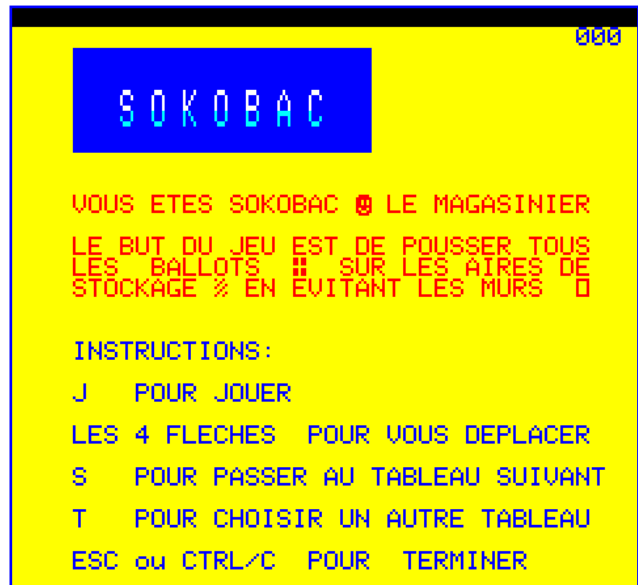 000
SOKOBAC
VOUS ETES SOKOBAC LE MAGASINIER
LE BUT DU JEU EST DE POUSSER TOUS
LES BALLOTS SUR LES AIRES DE
STOCKAGE % EN EVITANT LES MURS
INSTRUCTIONS:
J POUR JOUER
LES 4 FLECHES POUR VOUS DEPLACER
S POUR PASSER AU TABLEAU SUIVANT
T POUR CHOISIR UN AUTRE TABLEAU
ESC ou CTRL/C POUR TERMINER